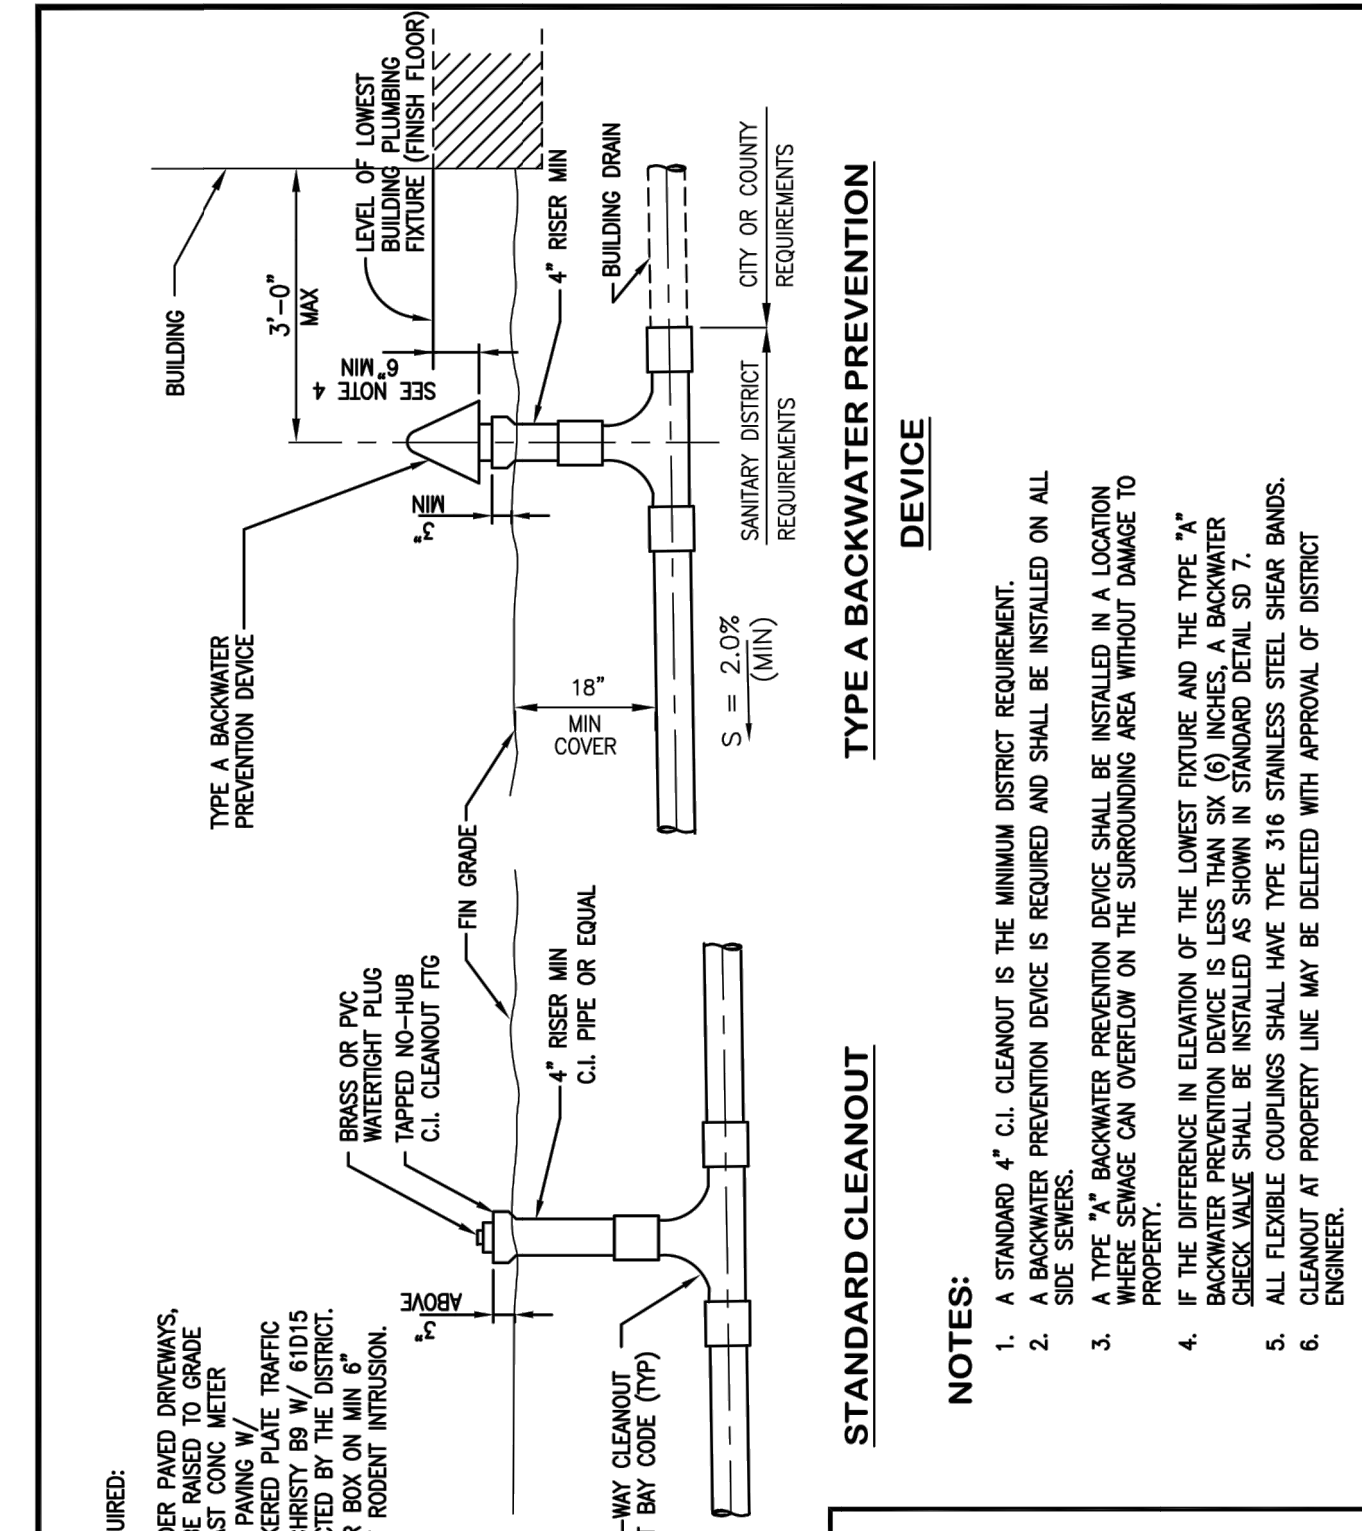 UIRED:
DER PAVED DRIVEWAYS,
BE RAISED TO GRADE
AST CONC METER
PAVING W/
KERED PLATE TRAFFIC
CHRISTY B9 W/ 61D15
CTED BY THE DISTRICT.
R BOX ON MIN 6"
RODENT INTRUSION.
BRASS OR PVC
WATERTIGHT PLUG
TAPPED NO-HUB
C.I. CLEANOUT FTG
3"
ABOVE
4" RISER MIN
C.I. PIPE OR EQUAL
-WAY CLEANOUT
T BAY CODE (TYP)
FIN GRADE
STANDARD CLEANOUT
TYPE A BACKWATER
PREVENTION DEVICE
BUILDING
3'-0"
MAX
LEVEL OF LOWEST
BUILDING PLUMBING
FIXTURE (FINISH FLOOR)
6" MIN
SEE NOTE 4
3"
MIN
4" RISER MIN
BUILDING DRAIN
18"
MIN
COVER
S = 2.0%
(MIN)
SANITARY DISTRICT
REQUIREMENTS
CITY OR COUNTY
REQUIREMENTS
TYPE A BACKWATER PREVENTION
DEVICE
NOTES:
1. A STANDARD 4" C.I. CLEANOUT IS THE MINIMUM DISTRICT REQUIREMENT.
2. A BACKWATER PREVENTION DEVICE IS REQUIRED AND SHALL BE INSTALLED ON ALL
SIDE SEWERS.
3. A TYPE "A" BACKWATER PREVENTION DEVICE SHALL BE INSTALLED IN A LOCATION
WHERE SEWAGE CAN OVERFLOW ON THE SURROUNDING AREA WITHOUT DAMAGE TO
PROPERTY.
4. IF THE DIFFERENCE IN ELEVATION OF THE LOWEST FIXTURE AND THE TYPE "A"
BACKWATER PREVENTION DEVICE IS LESS THAN SIX (6) INCHES, A BACKWATER
CHECK VALVE SHALL BE INSTALLED AS SHOWN IN STANDARD DETAIL SD 7.
5. ALL FLEXIBLE COUPLINGS SHALL HAVE TYPE 316 STAINLESS STEEL SHEAR BANDS.
6. CLEANOUT AT PROPERTY LINE MAY BE DELETED WITH APPROVAL OF DISTRICT
ENGINEER.